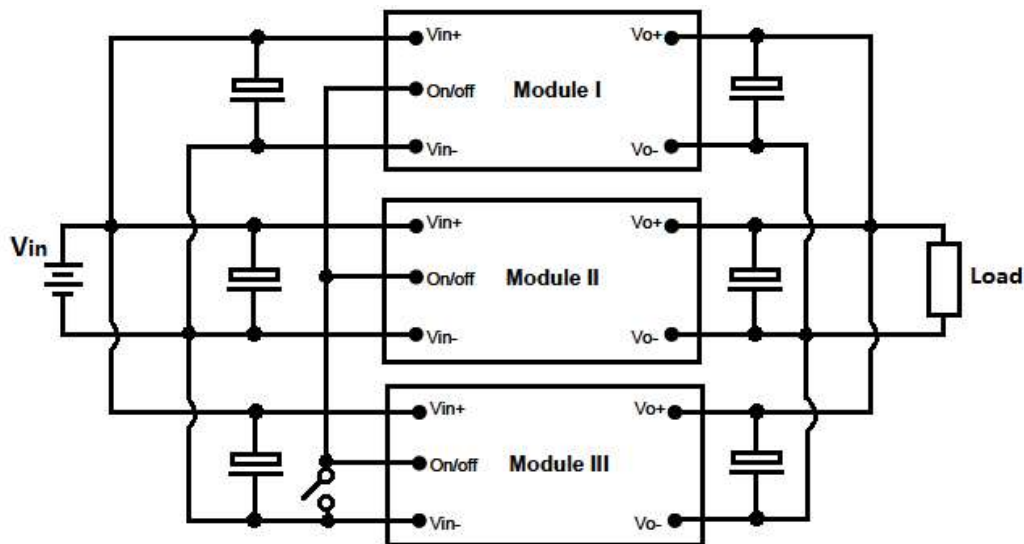 Vin+ Vo+
On/off Module I
Vin- Vo-
Vin+ Vo+
Vin
On/off Module II Load
Vin- Vo-
Vin+ Vo+
On/off Module III
Vin- Vo-